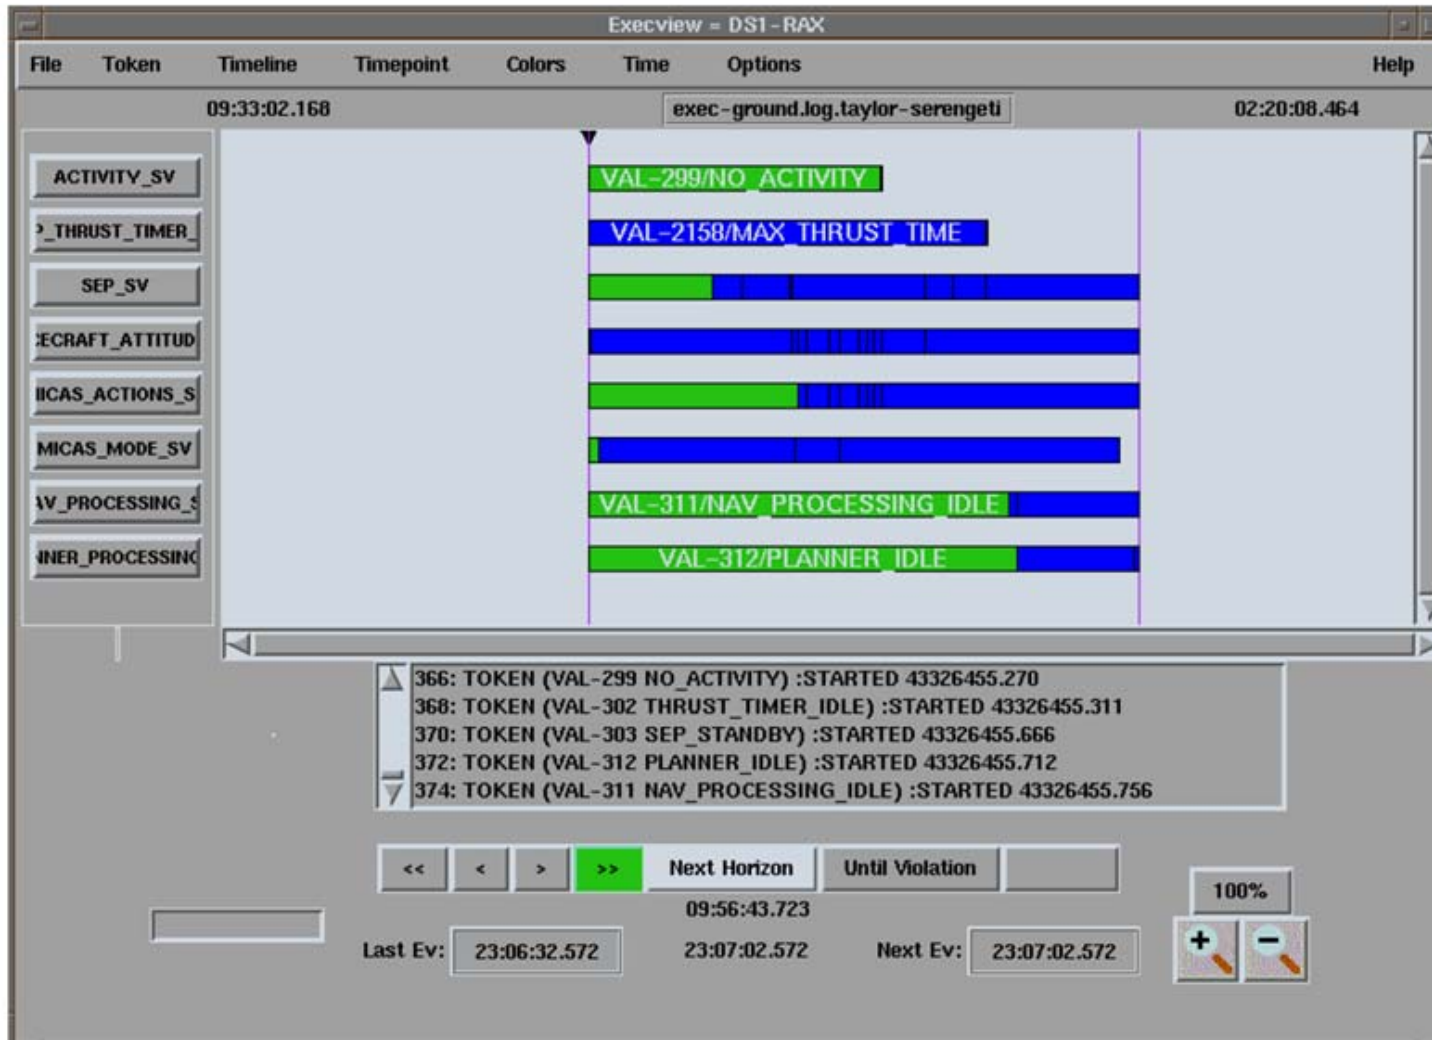 Execview = DS1-RAX
File Token Timeline Timepoint Colors Time Options Help
09:33:02.168 exec-ground.log.taylor-serengeti 02:20:08.464
ACTIVITY_SV VAL-299/NO_ACTIVITY
P_THRUST_TIMER_ VAL-2158/MAX_THRUST_TIME
SEP_SV
CECRAFT_ATTITUD
MICAS_ACTIONS_S
MICAS_MODE_SV
AV_PROCESSING_S VAL-311/NAV_PROCESSING_IDLE
NNER_PROCESSING VAL-312/PLANNER_IDLE
366: TOKEN (VAL-299 NO_ACTIVITY) :STARTED 43326455.270
368: TOKEN (VAL-302 THRUST_TIMER_IDLE) :STARTED 43326455.311
370: TOKEN (VAL-303 SEP_STANDBY) :STARTED 43326455.666
372: TOKEN (VAL-312 PLANNER_IDLE) :STARTED 43326455.712
374: TOKEN (VAL-311 NAV_PROCESSING_IDLE) :STARTED 43326455.756
<< < > >> Next Horizon Until Violation
100%
09:56:43.723
Last Ev: 23:06:32.572 23:07:02.572 Next Ev: 23:07:02.572